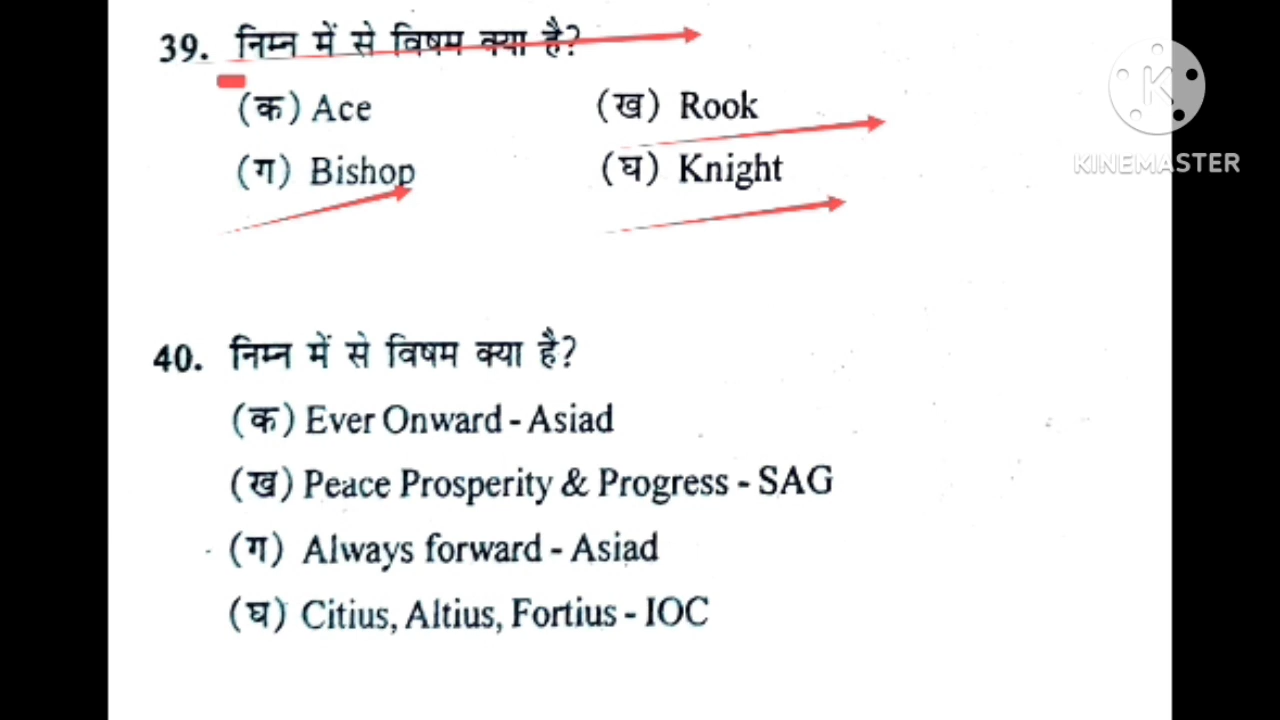 39. निम्न में से विषम क्या है?
(क) Ace (ख) Rook
(ग) Bishop (घ) Knight
KINEMASTER
40. निम्न में से विषम क्या है?
(क) Ever Onward - Asiad
(ख) Peace Prosperity & Progress - SAG
(ग) Always forward - Asiad
(घ) Citius, Altius, Fortius - IOC